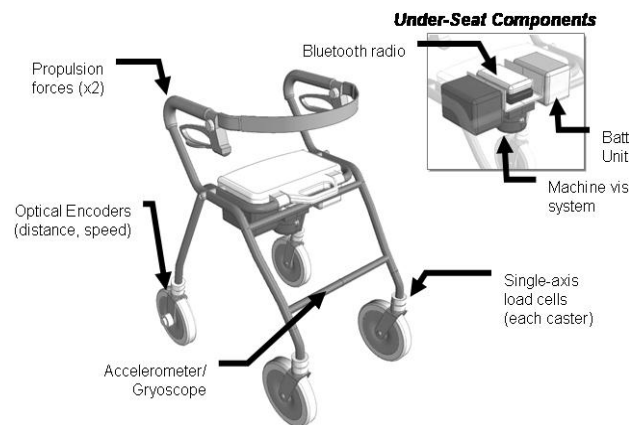 Under-Seat Components
Bluetooth radio
Propulsion
forces (x2)
Batt
Unit
Machine vis
system
Optical Encoders
(distance, speed)
Single-axis
load cells
(each caster)
Accelerometer/
Gryoscope